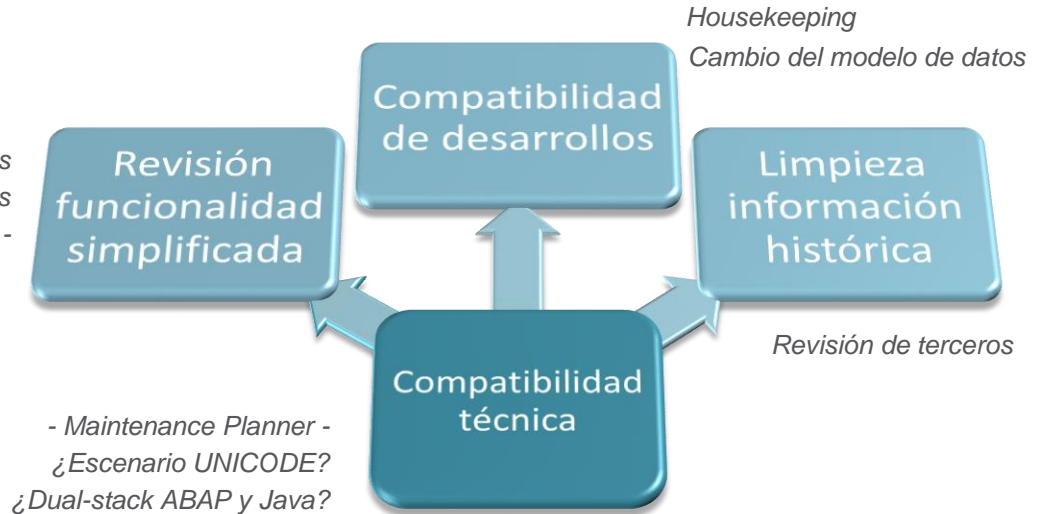 Housekeeping
Cambio del modelo de datos
Compatibilidad
de desarrollos
Revisión
funcionalidad
simplificada
Limpieza
información
histórica
Revisión de terceros
Compatibilidad
técnica
- Maintenance Planner -
¿Escenario UNICODE?
¿Dual-stack ABAP y Java?